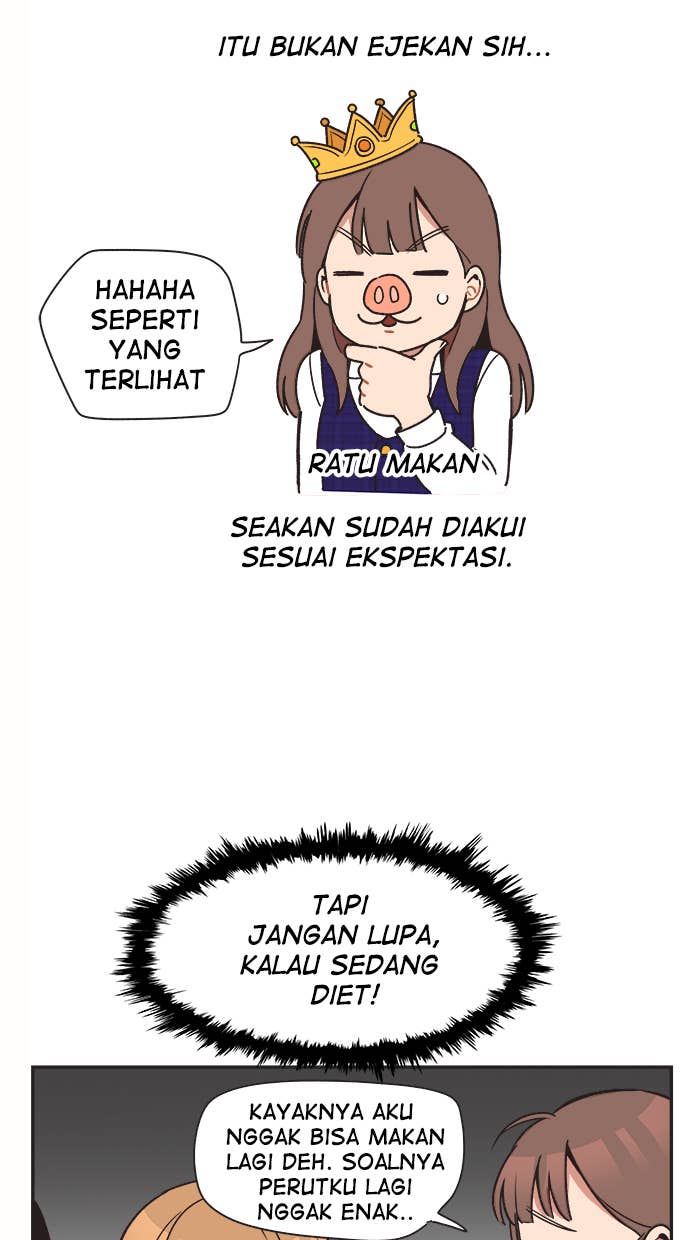 ITU BUKAN EJEKAN SIH...
HAHAHA
SEPERTI
YANG
TERLIHAT
RATU MAKAN
SEAKAN SUDAH DIAKUI
SESUAI EKSPEKTASI.
TAPI
JANGAN LUPA,
KALAU SEDANG
DIET!
KAYAKNYA AKU
NGGAK BISA MAKAN
LAGI DEH. SOALNYA
PERUTKU LAGI
NGGAK ENAK..